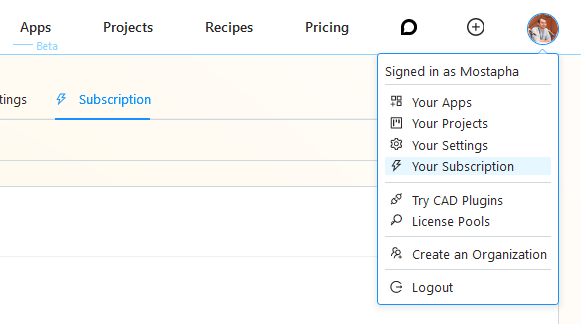 Apps Projects Recipes Pricing
Beta
Signed in as Mostapha
tings Subscription
Your Apps
Your Projects
Your Settings
Your Subscription
Try CAD Plugins
License Pools
Create an Organization
Logout